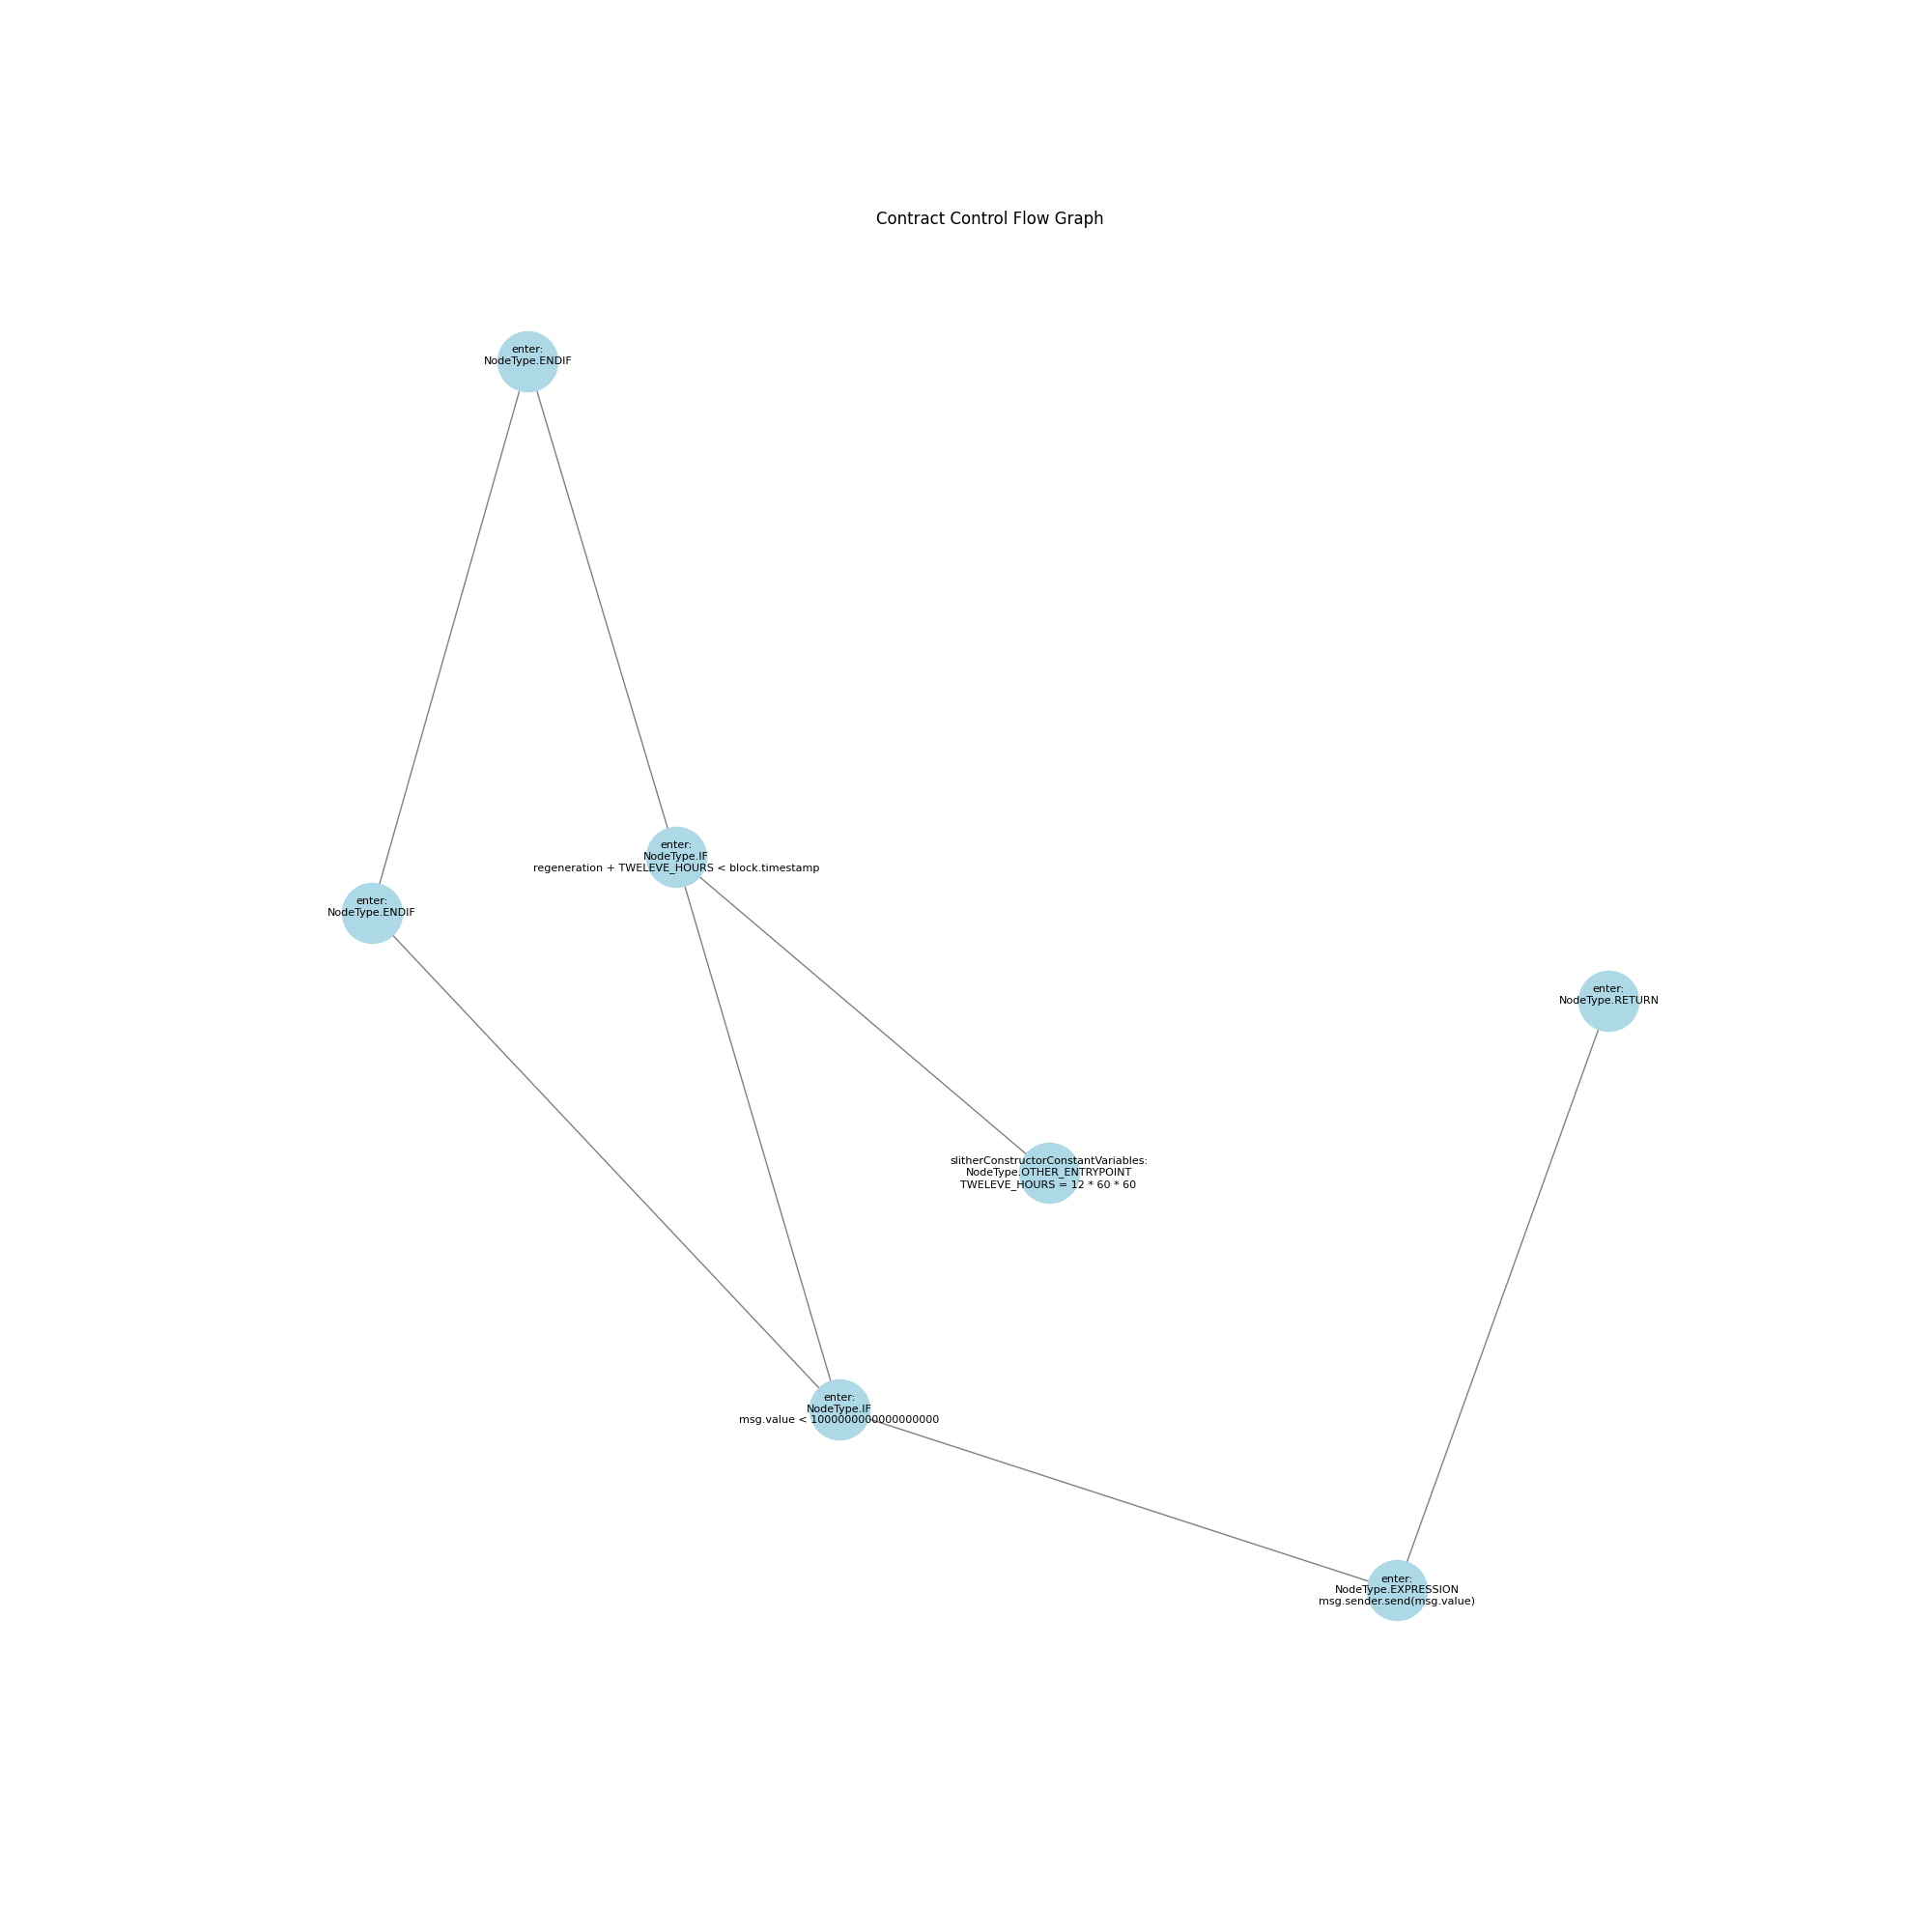 Contract Control Flow Graph
enter:
NodeType.ENDIF
enter:
NodeType.IF
regeneration + TWELEVE_HOURS < block.timestamp
enter:
NodeType.ENDIF
enter:
NodeType.RETURN
slitherConstructorConstantVariables:
NodeType.OTHER_ENTRYPOINT
TWELEVE_HOURS = 12 * 60 * 60
enter:
NodeType.IF
msg.value < 1000000000000000000
enter:
NodeType.EXPRESSION
msg.sender.send(msg.value)